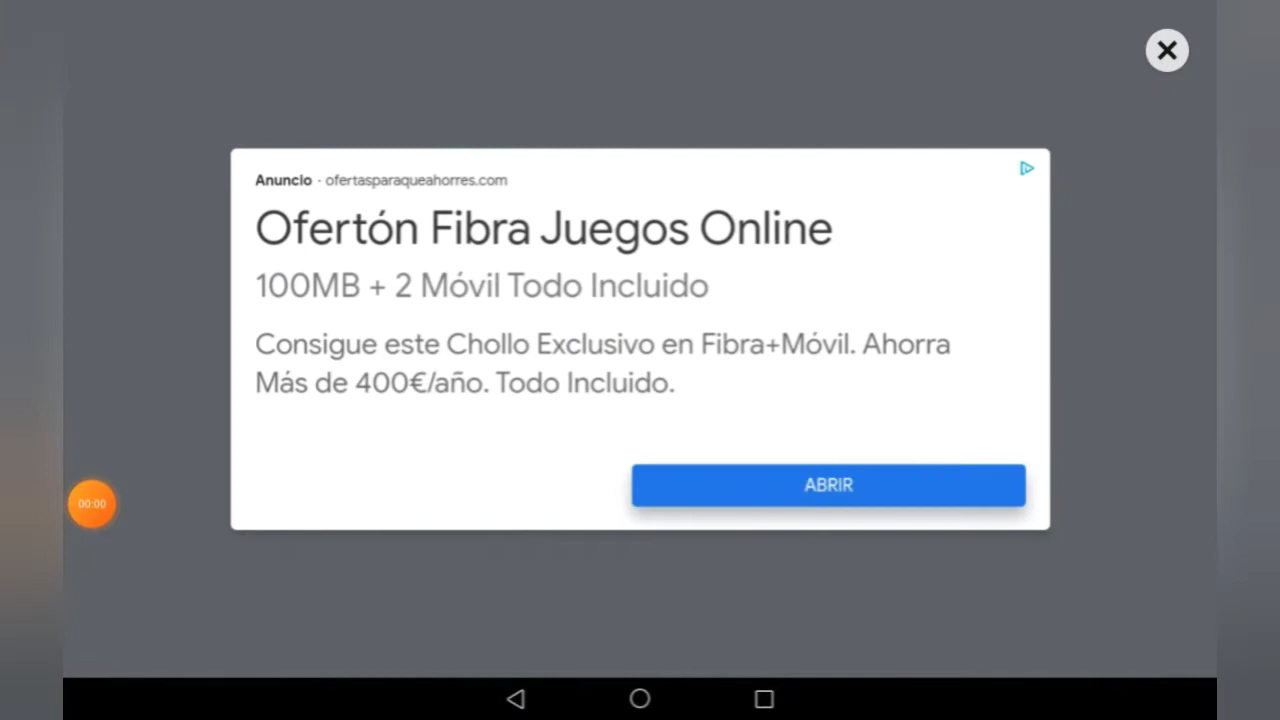 Anuncio · ofertasparaqueahorres.com
Ofertón Fibra Juegos Online
100MB + 2 Móvil Todo Incluido
Consigue este Chollo Exclusivo en Fibra+Móvil. Ahorra
Más de 400€/año. Todo Incluido.
ABRIR
00:00